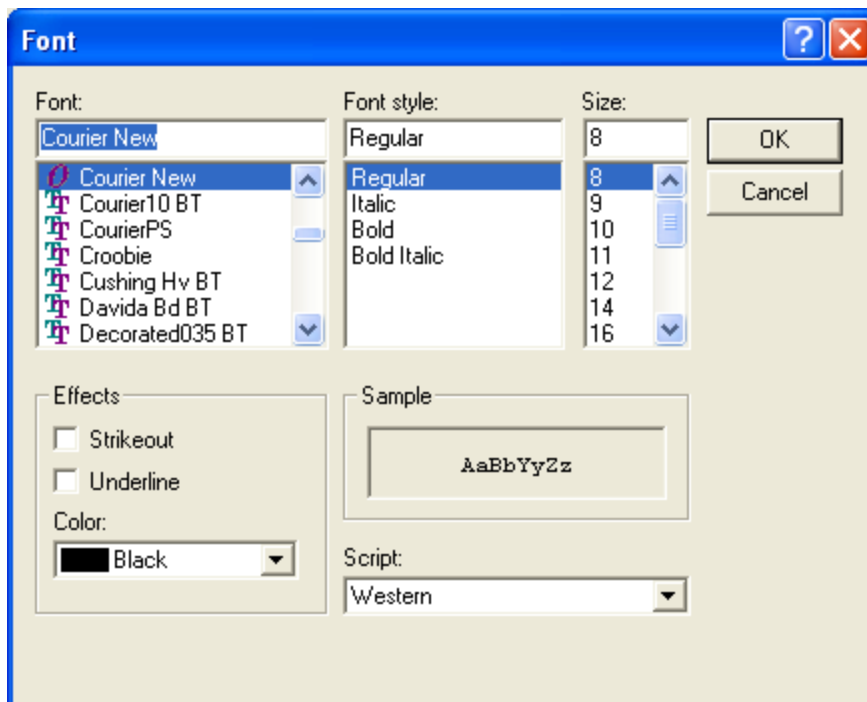 Font
Font: Font style: Size:
Courier New Regular 8 OK
Courier New Regular 8 Cancel
Courier10 BT Italic 9
CourierPS Bold 10
Croobie Bold Italic 11
Cushing Hv BT 12
Davida Bd BT 14
Decorated035 BT 16
Effects Sample
Strikeout
AaBbYyZz
Underline
Color:
Black Script:
Western